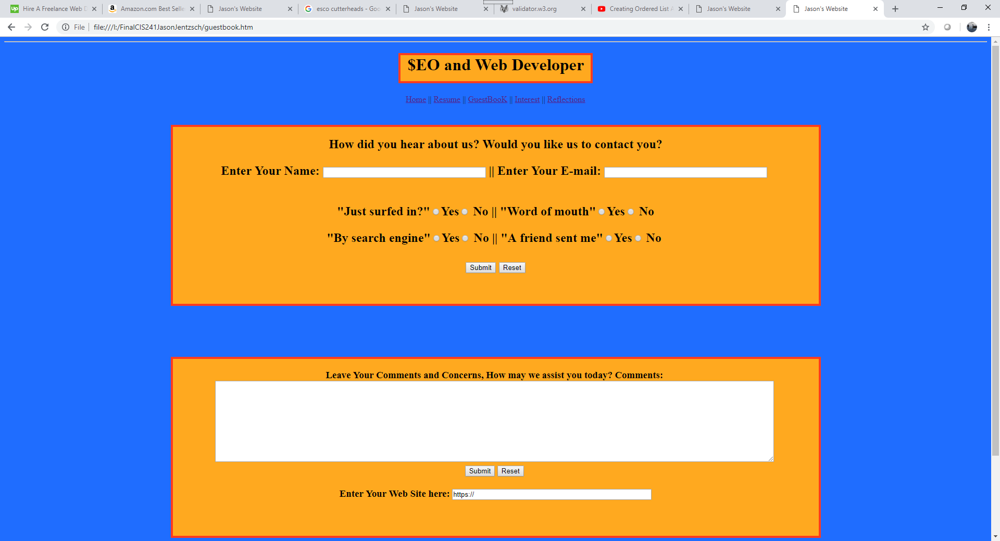 Hire A Freelance Web D
Amazon.com Best Selle
Jason's Website
esco cutterheads - Goo
Jason's Website
validator.w3.org
Creating Ordered List A
Jason's Website
Jason's Website
File file:///I:/FinalCIS241JasonJentzsch/guestbook.htm
$EO and Web Developer
Home || Resume || GuestBooK || Interest || Reflections
How did you hear about us? Would you like us to contact you?
Enter Your Name: || Enter Your E-mail:
"Just surfed in?" Yes No || "Word of mouth" Yes No
"By search engine" Yes No || "A friend sent me" Yes No
Submit Reset
Leave Your Comments and Concerns, How may we assist you today? Comments:
Submit Reset
Enter Your Web Site here: https://